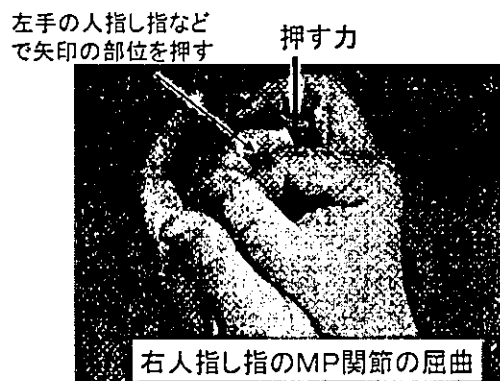 左手の人指し指など
で矢印の部位を押す
押す力
右人指し指のMP関節の屈曲